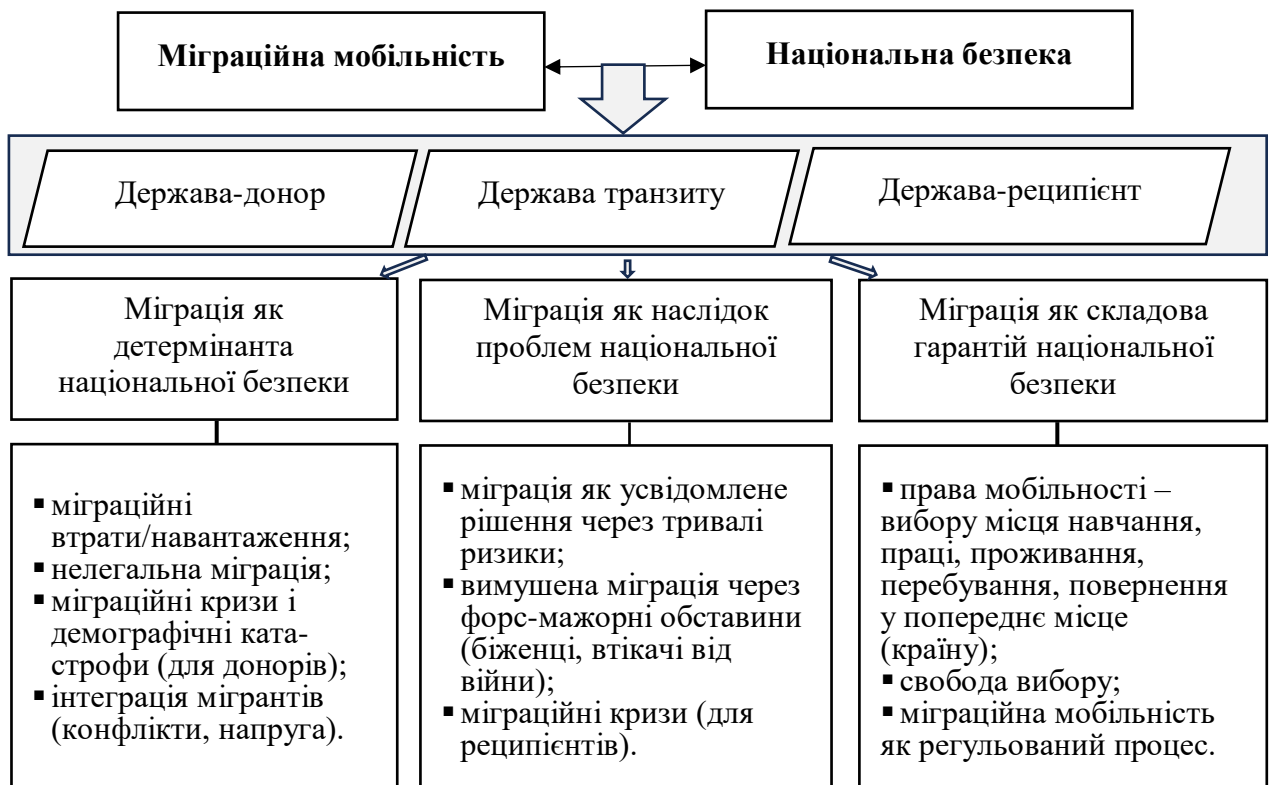 Міграційна мобільність
Національна безпека
Держава-донор
Держава транзиту
Держава-реципієнт
Міграція як
детермінанта
національної безпеки
Міграція як наслідок
проблем національної
безпеки
Міграція як складова
гарантій національної
безпеки
▪ міграційні
втрати/навантаження;
▪ нелегальна міграція;
▪ міграційні кризи і
демографічні ката-
строфи (для донорів);
▪ інтеграція мігрантів
(конфлікти, напруга).
▪ міграція як усвідомлене
рішення через тривалі
ризики;
▪ вимушена міграція через
форс-мажорні обставини
(біженці, втікачі від
війни);
▪ міграційні кризи (для
реципієнтів).
▪ права мобільності –
вибору місця навчання,
праці, проживання,
перебування, повернення
у попереднє місце
(країну);
▪ свобода вибору;
▪ міграційна мобільність
як регульований процес.